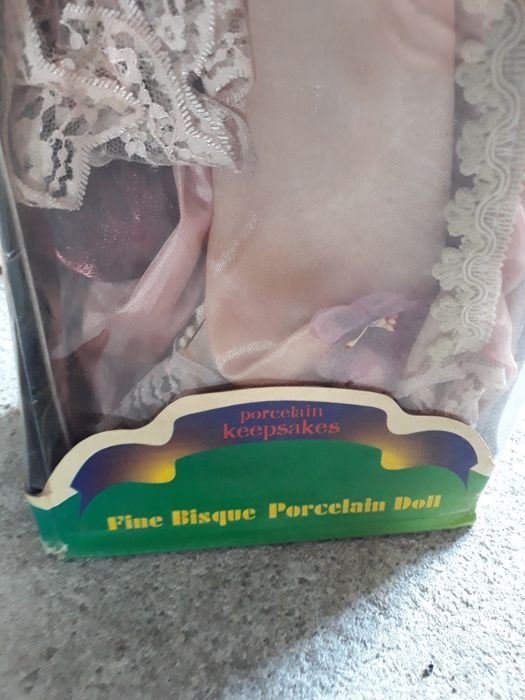 porcelain
keepsakes
Fine Bisque Porcelain Doll